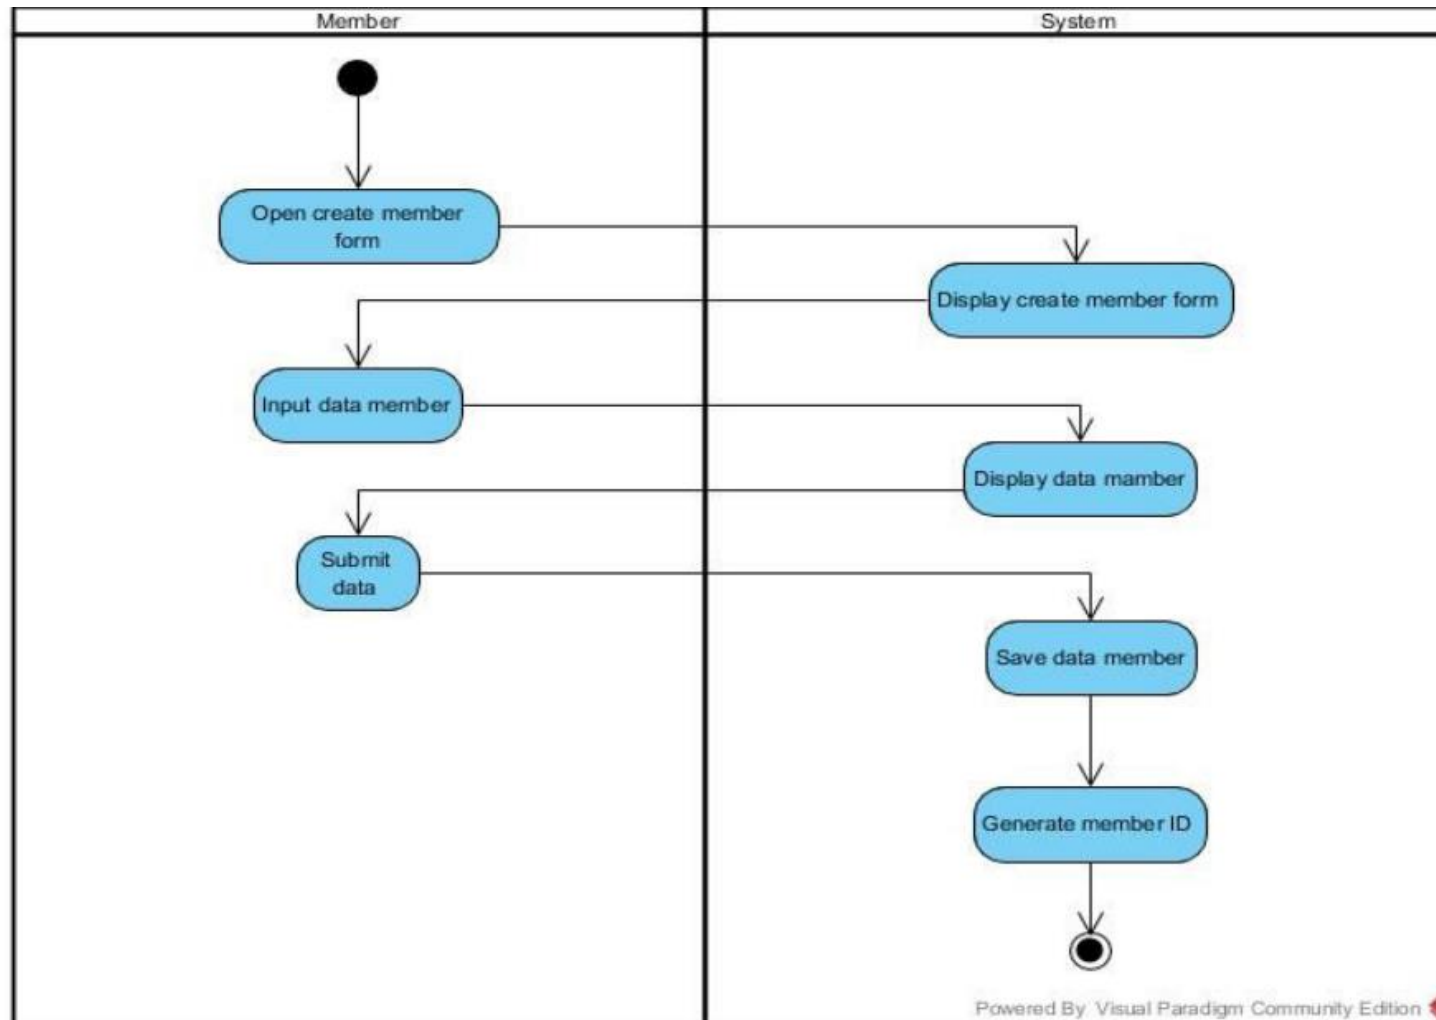 Member
System
Open create member
form
Display create member form
Input data member
Display data mamber
Submit
data
Save data member
Generate member ID
Powered By Visual Paradigm Community Edition